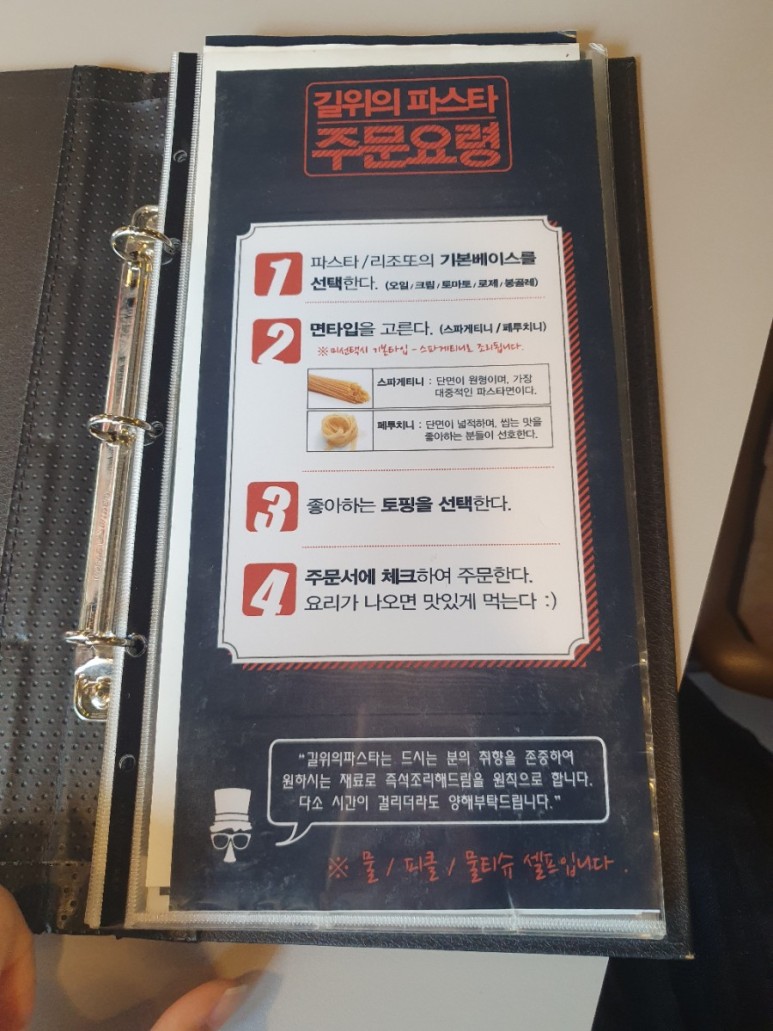 길위의 파스타
주문요령
1 파스타/리조또의 기본베이스를
선택한다. (오일/크림/토마토/로제/봉골레)
2 면타입을 고른다. (스파게티니/페투치니)
※미선택시 기본타입 - 스파게티니로 조리됩니다.
스파게티니 : 단면이 원형이며, 가장
대중적인 파스타면이다.
페투치니 : 단면이 넓적하며, 씹는 맛을
좋아하는 분들이 선호한다.
3 좋아하는 토핑을 선택한다.
4 주문서에 체크하여 주문한다.
요리가 나오면 맛있게 먹는다 :)
"길위의파스타는 드시는 분의 취향을 존중하여
원하시는 재료로 즉석조리해드림을 원칙으로 합니다.
다소 시간이 걸리더라도 양해부탁드립니다."
※ 물 / 피클 / 물티슈 셀프입니다.